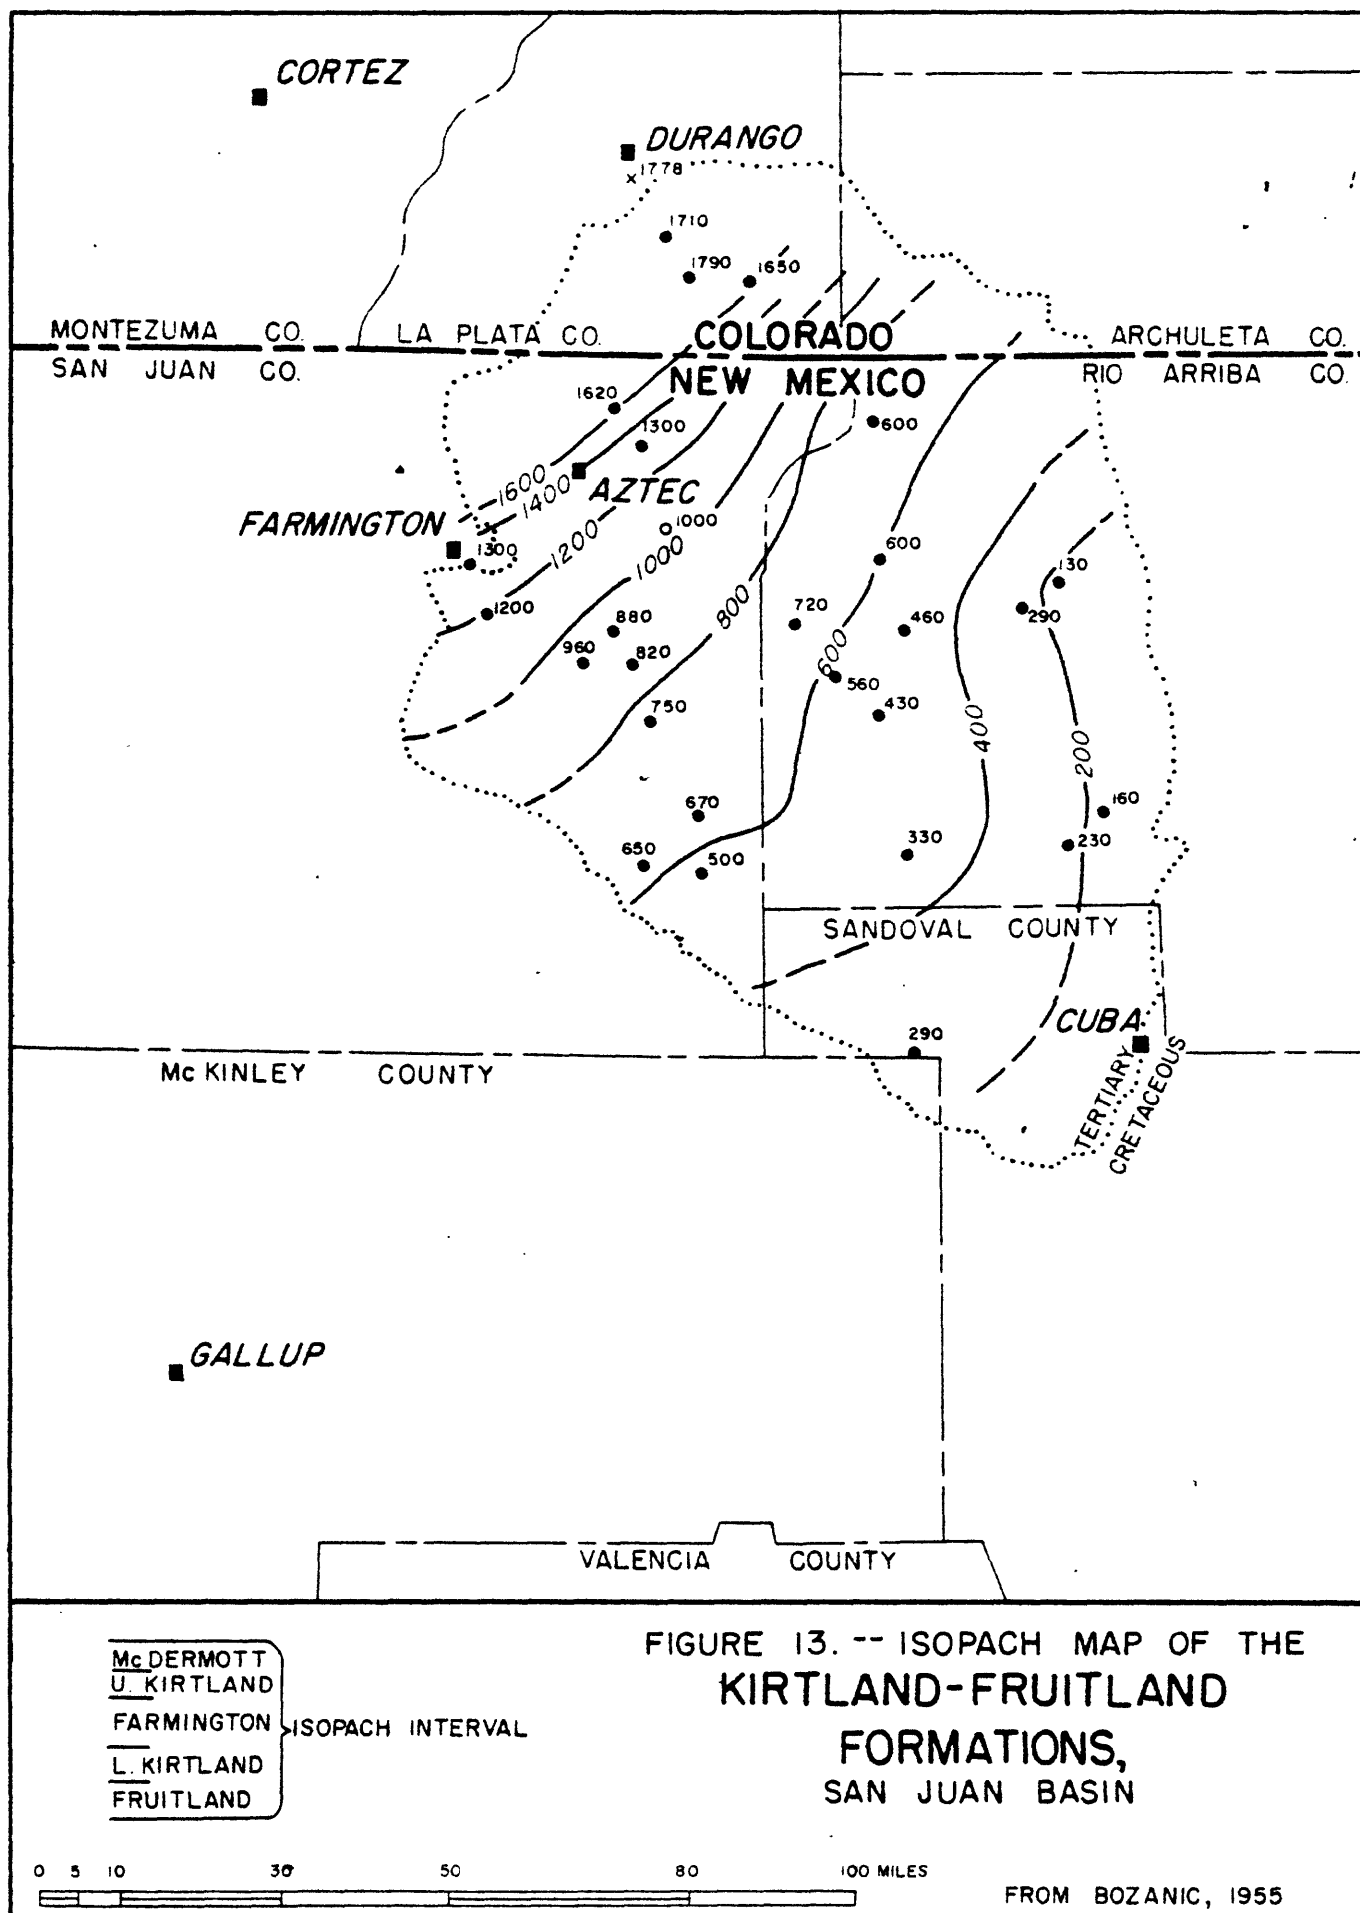 CORTEZ
DURANGO
1778
1710
1790
1650
MONTEZUMA CO.
LA PLATA CO.
COLORADO
ARCHULETA CO.
SAN JUAN CO.
NEW MEXICO
RIO ARRIBA CO.
1620
1300
600
1600
1400
AZTEC
FARMINGTON
1000
1200
1000
1300
600
130
1200
880
800
720
460
290
960
820
600
560
750
430
400
200
670
160
650
500
330
230
SANDOVAL COUNTY
CUBA
290
TERTIARY
CRETACEOUS
McKINLEY COUNTY
GALLUP
VALENCIA COUNTY
McDERMOTT
U. KIRTLAND
FARMINGTON
L. KIRTLAND
FRUITLAND
ISOPACH INTERVAL
FIGURE 13. -- ISOPACH MAP OF THE
KIRTLAND-FRUITLAND
FORMATIONS,
SAN JUAN BASIN
0 5 10 30 50 80 100 MILES
FROM BOZANIC, 1955